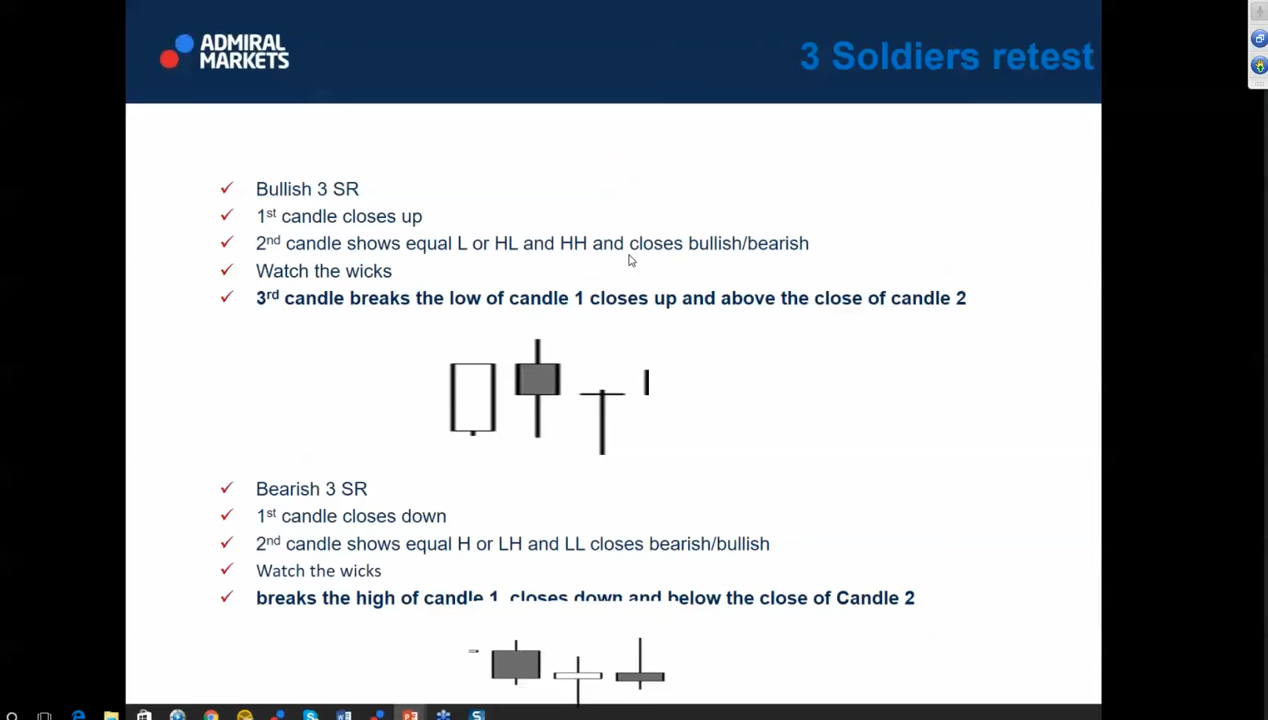 ADMIRAL
MARKETS
3 Soldiers retest
Bullish 3 SR
1st candle closes up
2nd candle shows equal L or HL and HH and closes bullish/bearish
Watch the wicks
3rd candle breaks the low of candle 1 closes up and above the close of candle 2
Bearish 3 SR
1st candle closes down
2nd candle shows equal H or LH and LL closes bearish/bullish
Watch the wicks
breaks the high of candle 1, closes down and below the close of Candle 2